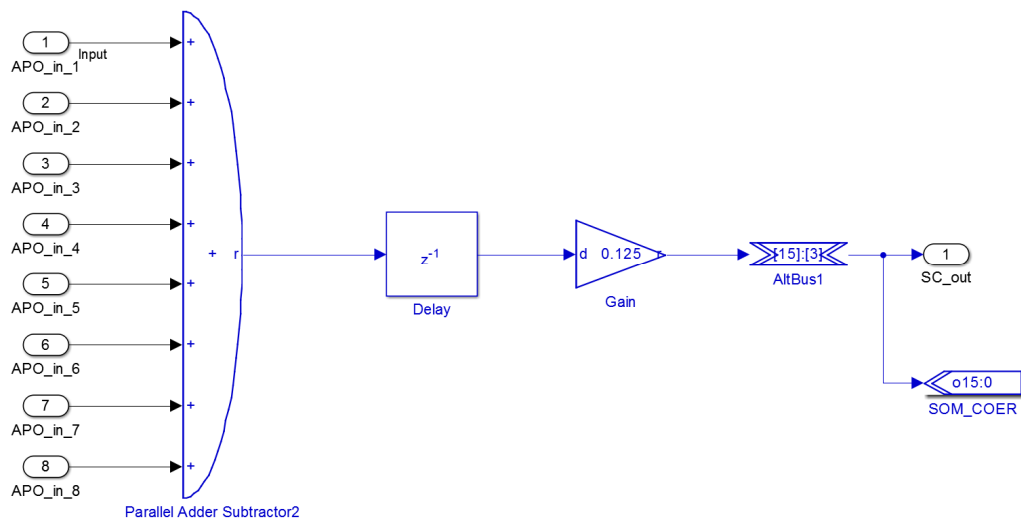 1
Input
APO_in_1
+
2
APO_in_2
+
3
APO_in_3
+
4
APO_in_4
+
+ r
5
APO_in_5
+
6
APO_in_6
+
7
APO_in_7
+
8
APO_in_8
+
Parallel Adder Subtractor2
z-1
Delay
d 0.125 r
Gain
[15]:[3]
AltBus1
1
SC_out
o15:0
SOM_COER